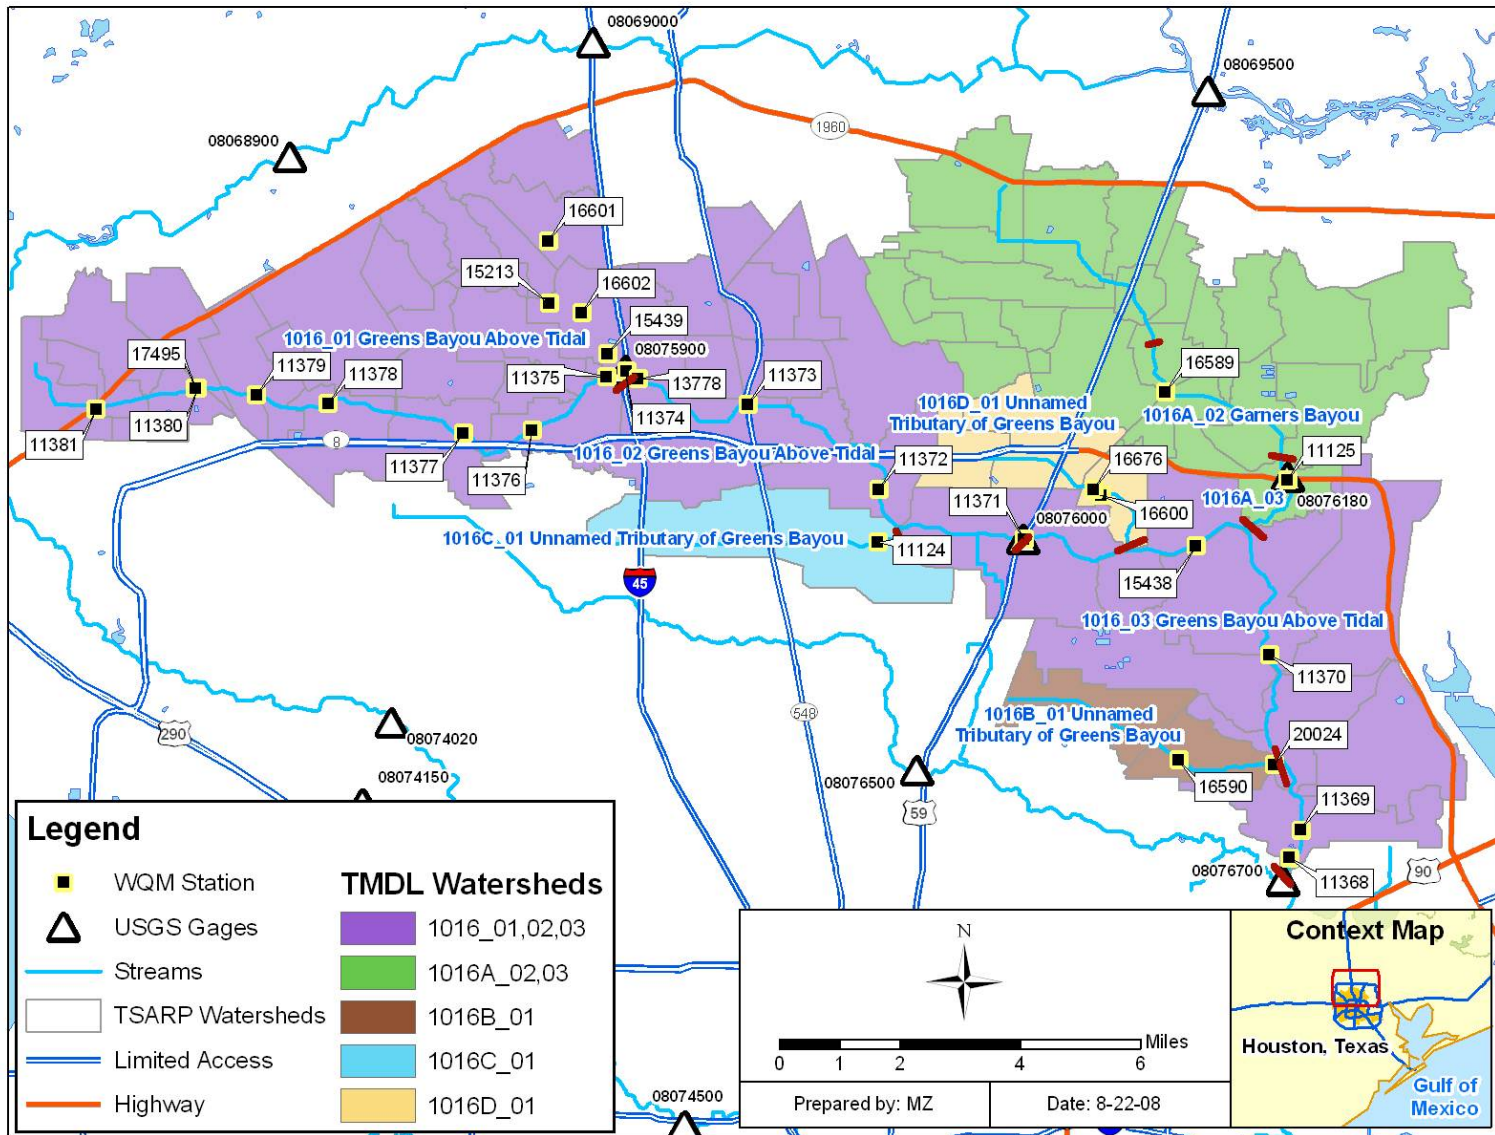 08069000
08069500
1960
08068900
16601
15213
16602
15439
1016_01 Greens Bayou Above Tidal
08075900
17495
11379
11378
11375
13778
11373
16589
1016D_01 Unnamed
Tributary of Greens Bayou
1016A_02 Garners Bayou
11381
11380
11374
8
11377
11376
1016_02 Greens Bayou Above Tidal
11372
16676
11125
11371
08076000
16600
1016A_03
08076180
1016C_01 Unnamed Tributary of Greens Bayou
11124
15438
45
1016_03 Greens Bayou Above Tidal
11370
548
290
08074020
1016B_01 Unnamed
Tributary of Greens Bayou
20024
08074150
08076500
16590
59
11369
08076700
11368
90
Legend
WQM Station
USGS Gages
Streams
TSARP Watersheds
Limited Access
Highway
TMDL Watersheds
1016_01,02,03
1016A_02,03
1016B_01
1016C_01
1016D_01
08074500
N
Miles
0 1 2 4 6
Prepared by: MZ
Date: 8-22-08
Context Map
Houston, Texas
Gulf of
Mexico